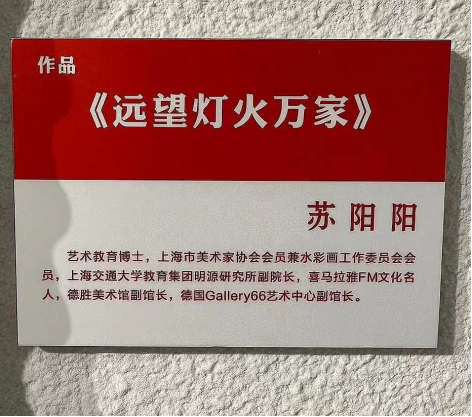 作品
《远望灯火万家》
苏阳阳
艺术教育博士，上海市美术家协会会员兼水彩画工作委员会会
员，上海交通大学教育集团明源研究所副院长，喜马拉雅FM文化名
人，德胜美术馆副馆长，德国Gallery66艺术中心副馆长。